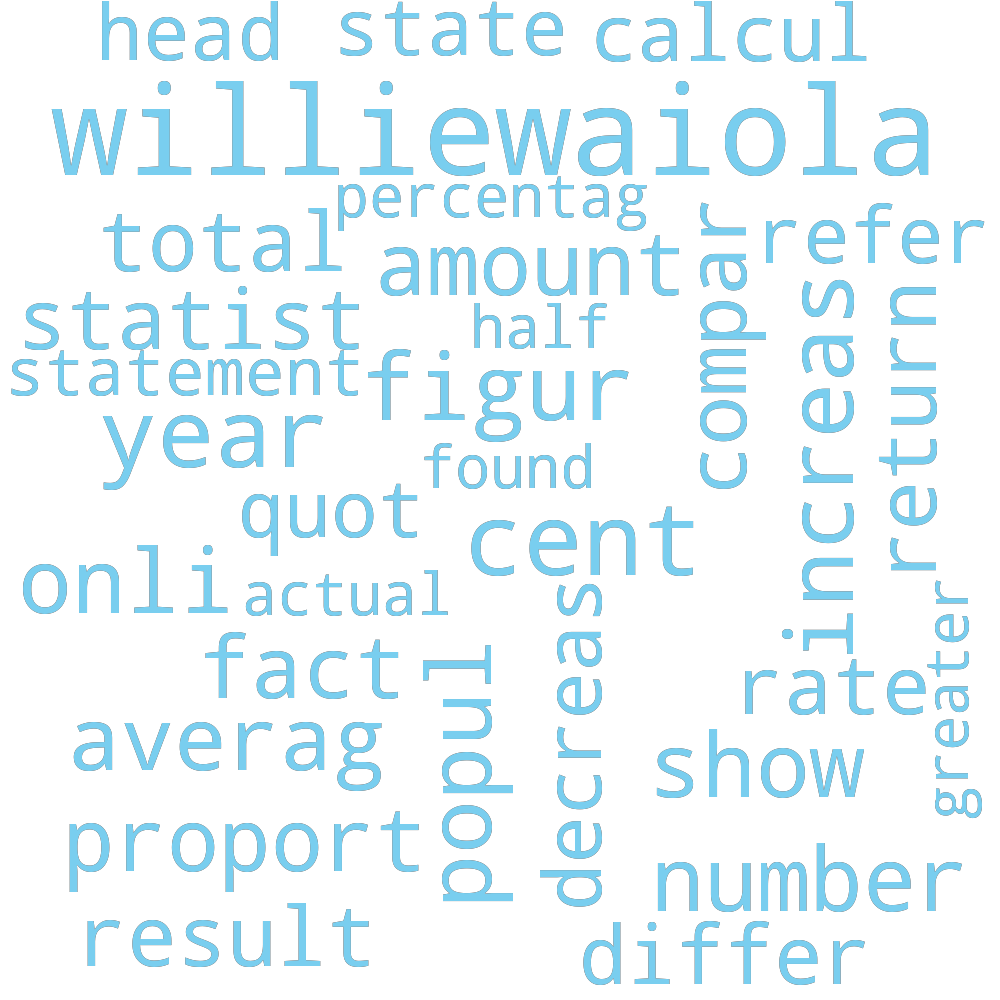 head state calcul
williewaiola
percentag
total amount compar refer
statist half increas return
statement figur
year found
quot cent
onli actual decreas greater
fact popul rate
averag show
proport number
result differ